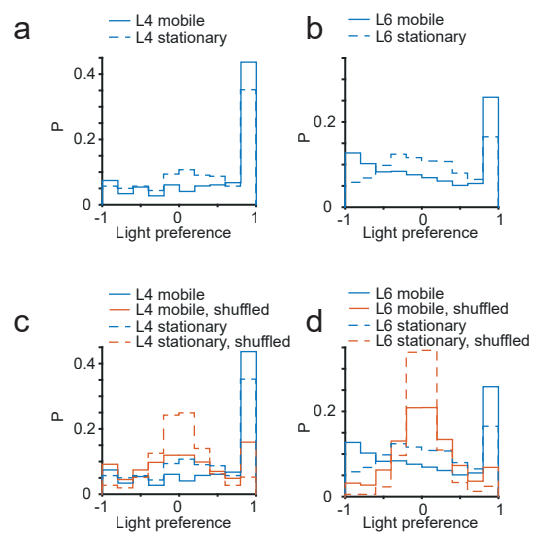 a
L4 mobile
L4 stationary
0.4
0.2
0
P
-1
0
1
Light preference
b
L6 mobile
L6 stationary
0.2
0
P
-1
0
1
Light preference
c
L4 mobile
L4 mobile, shuffled
L4 stationary
L4 stationary, shuffled
0.4
0.2
0
P
-1
0
1
Light preference
d
L6 mobile
L6 mobile, shuffled
L6 stationary
L6 stationary, shuffled
0.2
0
P
-1
0
1
Light preference